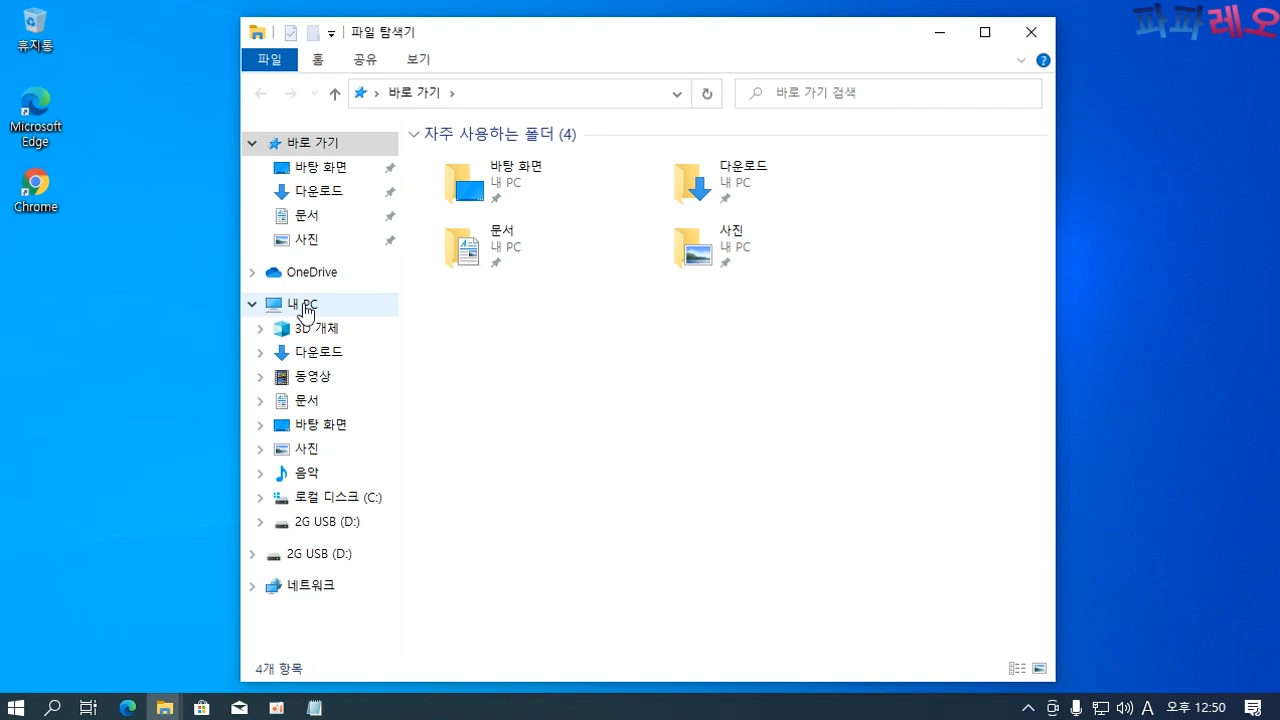 파파레오
휴지통
Microsoft
Edge
Chrome
파일 탐색기
파일
홈
공유
보기
바로 가기
바로 가기 검색
바로 가기
바탕 화면
다운로드
문서
사진
OneDrive
내 PC
3D 개체
다운로드
동영상
문서
바탕 화면
사진
음악
로컬 디스크 (C:)
2G USB (D:)
2G USB (D:)
네트워크
자주 사용하는 폴더 (4)
바탕 화면
내 PC
다운로드
내 PC
문서
내 PC
사진
내 PC
4개 항목
A
오후 12:50